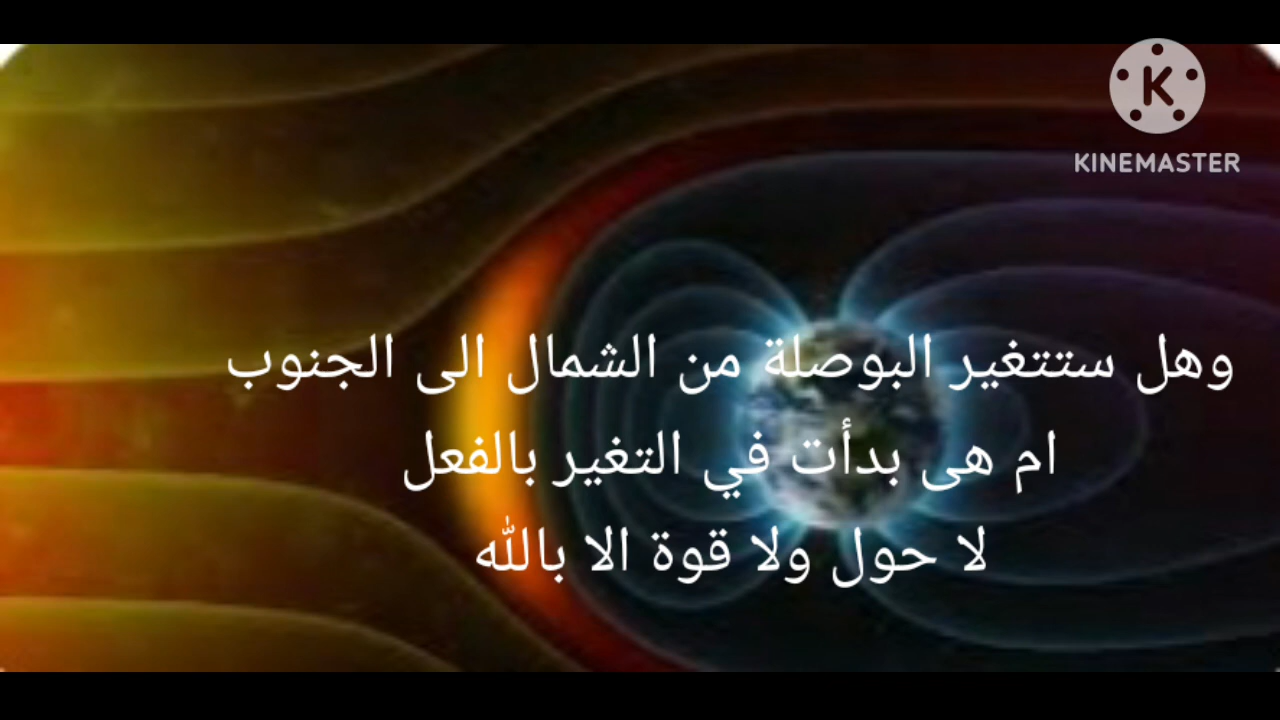 KINEMASTER
وهل ستتغير البوصلة من الشمال الى الجنوب
ام هى بدأت في التغير بالفعل
لا حول ولا قوة الا بالله